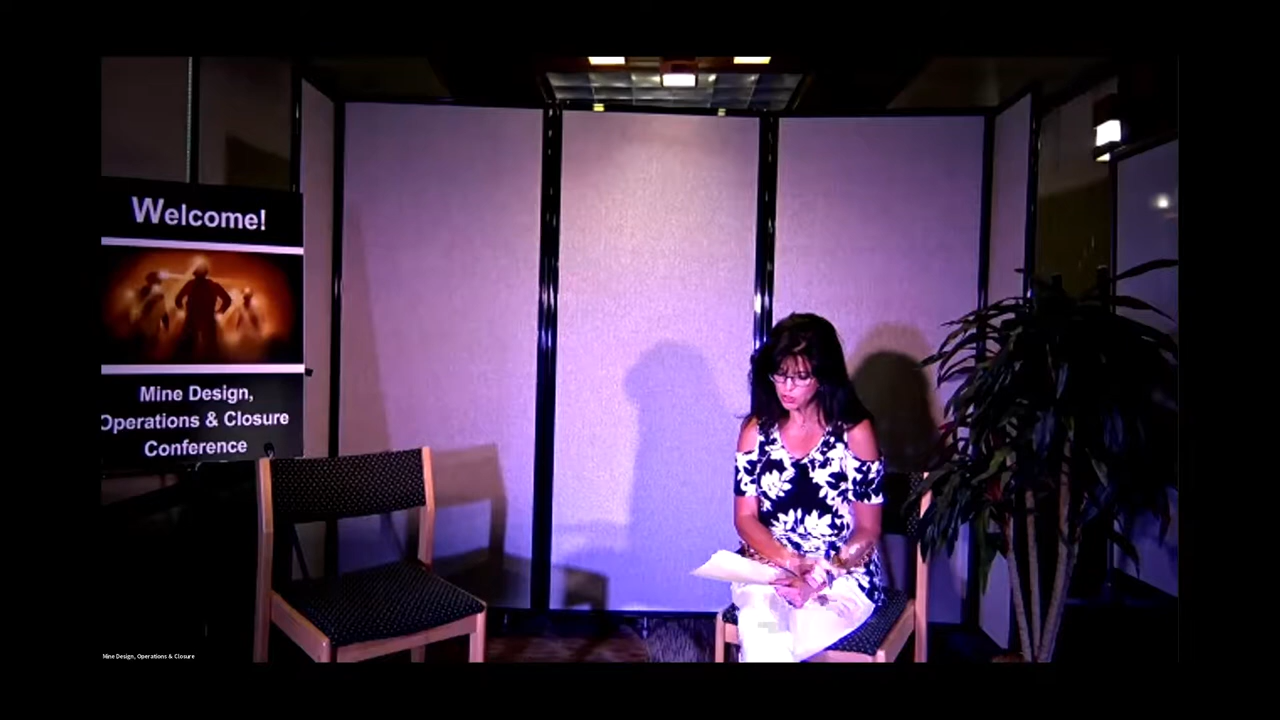 Welcome!
Mine Design,
Operations & Closure
Conference
Mine Design, Operations & Closure